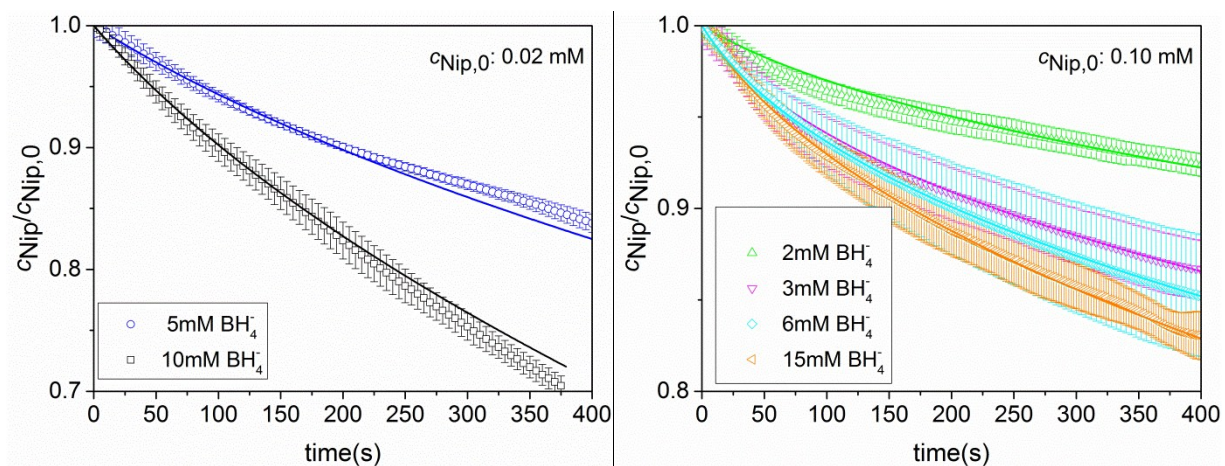 1.0
0.9
0.8
0.7
c_Nip/c_Nip,0
c_Nip,0: 0.02 mM
5mM BH₄⁻
10mM BH₄⁻
0 50 100 150 200 250 300 350 400
time(s)
1.0
0.9
0.8
c_Nip/c_Nip,0
c_Nip,0: 0.10 mM
2mM BH₄⁻
3mM BH₄⁻
6mM BH₄⁻
15mM BH₄⁻
0 50 100 150 200 250 300 350 400
time(s)